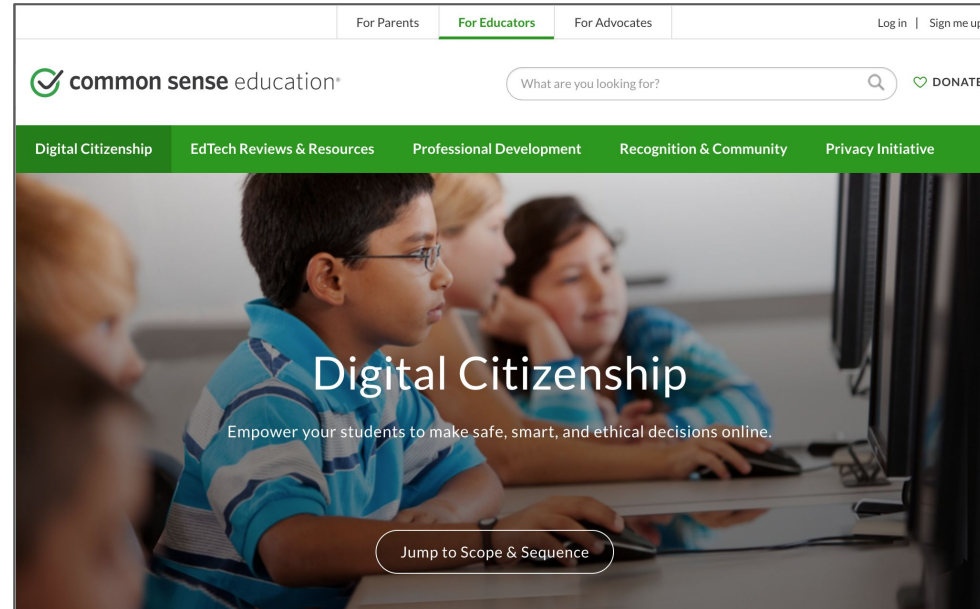 For Parents For Educators For Advocates Log in | Sign me up
common sense education®
What are you looking for?
DONATE
Digital Citizenship EdTech Reviews & Resources Professional Development Recognition & Community Privacy Initiative
Digital Citizenship
Empower your students to make safe, smart, and ethical decisions online.
Jump to Scope & Sequence